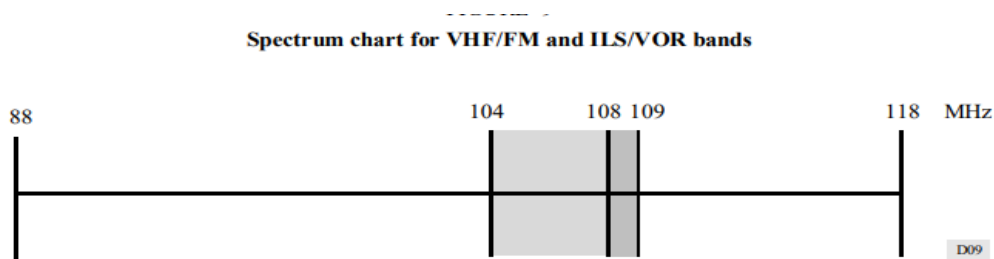 Spectrum chart for VHF/FM and ILS/VOR bands
88 104 108 109 118 MHz
D09